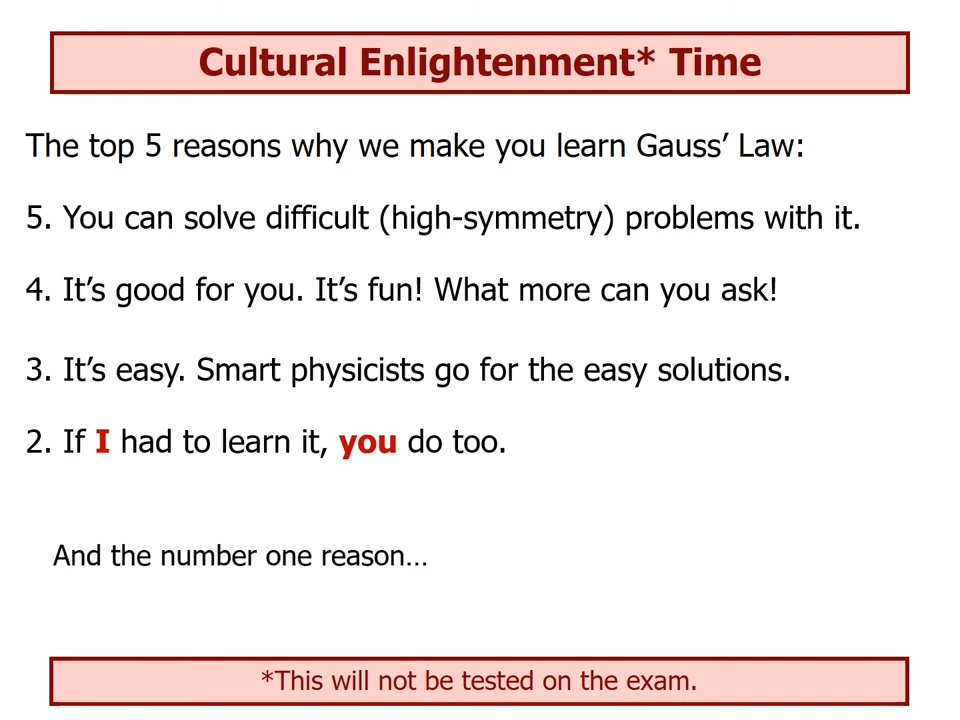 Cultural Enlightenment* Time
The top 5 reasons why we make you learn Gauss’ Law:
5. You can solve difficult (high-symmetry) problems with it.
4. It’s good for you. It’s fun! What more can you ask!
3. It’s easy. Smart physicists go for the easy solutions.
2. If I had to learn it, you do too.
And the number one reason…
*This will not be tested on the exam.